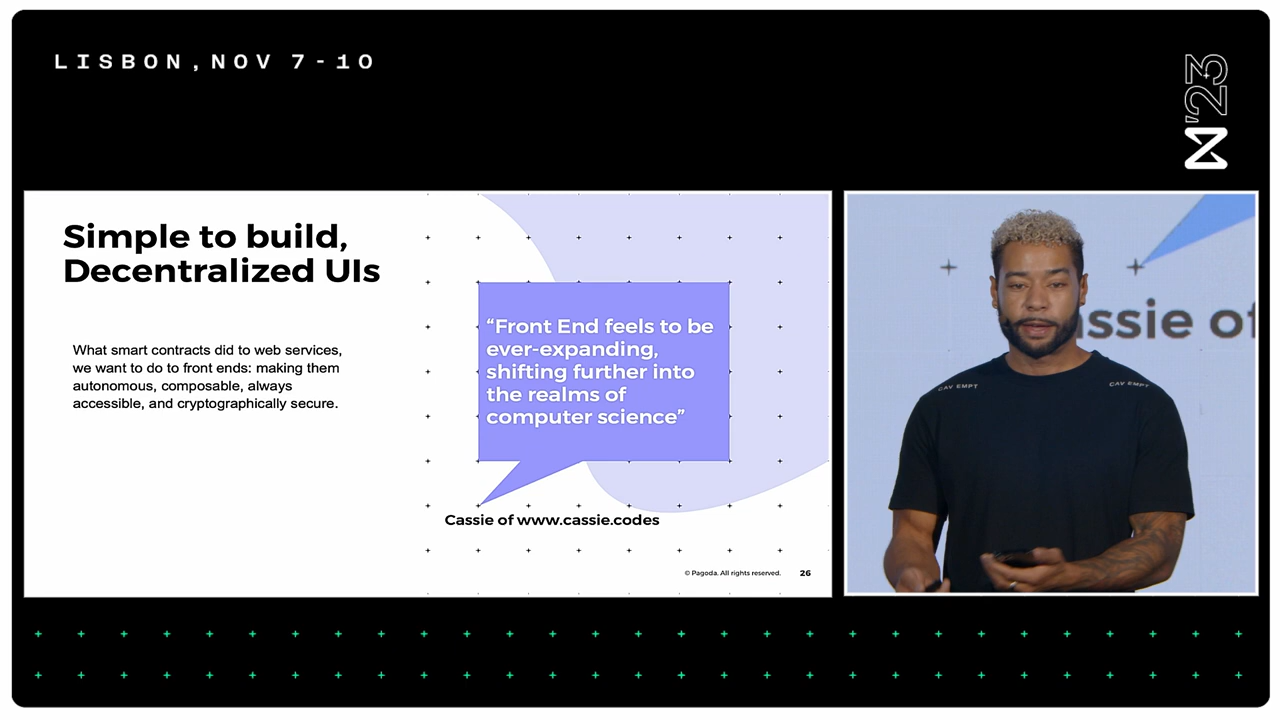 LISBON, NOV 7-10
'23
Simple to build,
Decentralized UIs
What smart contracts did to web services,
we want to do to front ends: making them
autonomous, composable, always
accessible, and cryptographically secure.
“Front End feels to be
ever-expanding,
shifting further into
the realms of
computer science”
Cassie of www.cassie.codes
© Pagoda. All rights reserved. 26
assie of
CAV EMPT CAV EMPT